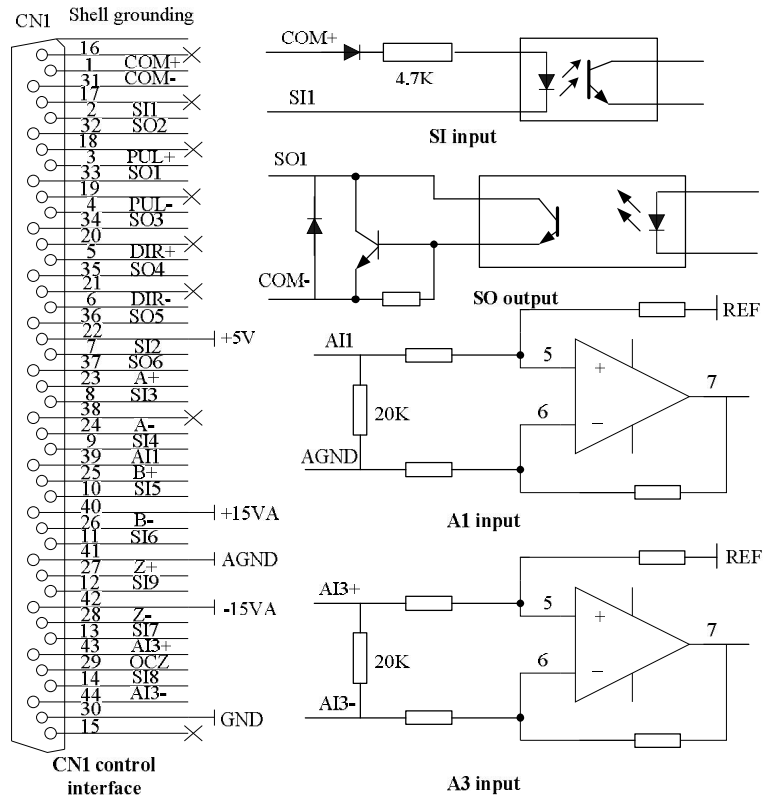 CN1
Shell grounding
16
1 COM+
31 COM-
17
2 SI1
32 SO2
18
3 PUL+
33 SO1
19
4 PUL-
34 SO3
20
5 DIR+
35 SO4
21
6 DIR-
36 SO5
22 +5V
7 SI2
37 SO6
23 A+
8 SI3
38
24 A-
9 SI4
39 AI1
25 B+
10 SI5
40 +15VA
26 B-
11 SI6
41 AGND
27 Z+
12 SI9
42 -15VA
28 Z-
13 SI7
43 AI3+
29 OCZ
14 SI8
44 AI3-
30 GND
15
CN1 control
interface
COM+
4.7K
SI1
SI input
SO1
COM-
SO output
REF
AI1
5
+
20K
7
6
−
AGND
A1 input
REF
AI3+
5
+
20K
7
6
−
AI3-
A3 input